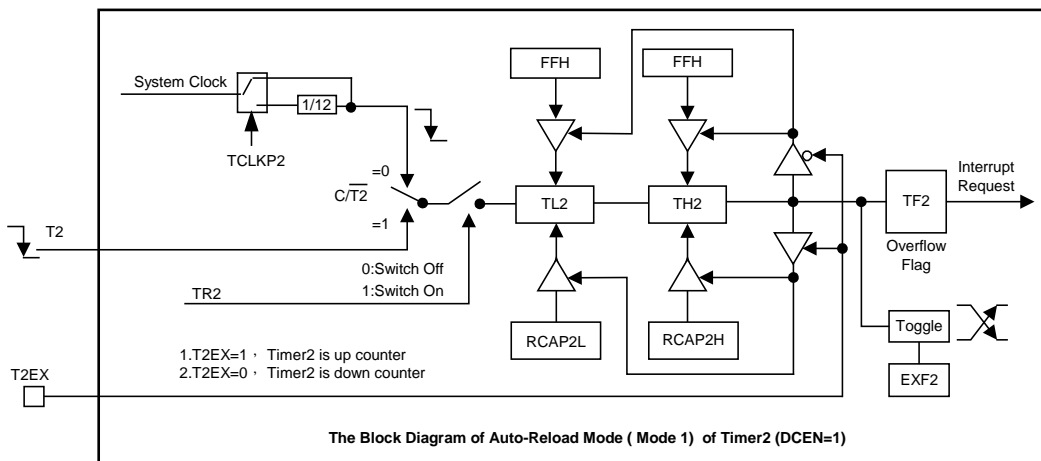 FFH
FFH
System Clock
1/12
TCLKP2
=0
C/T2
=1
TL2
TH2
TF2
Interrupt
Request
T2
Overflow
Flag
0:Switch Off
1:Switch On
TR2
RCAP2L
RCAP2H
Toggle
EXF2
1.T2EX=1， Timer2 is up counter
2.T2EX=0， Timer2 is down counter
T2EX
The Block Diagram of Auto-Reload Mode ( Mode 1) of Timer2 (DCEN=1)